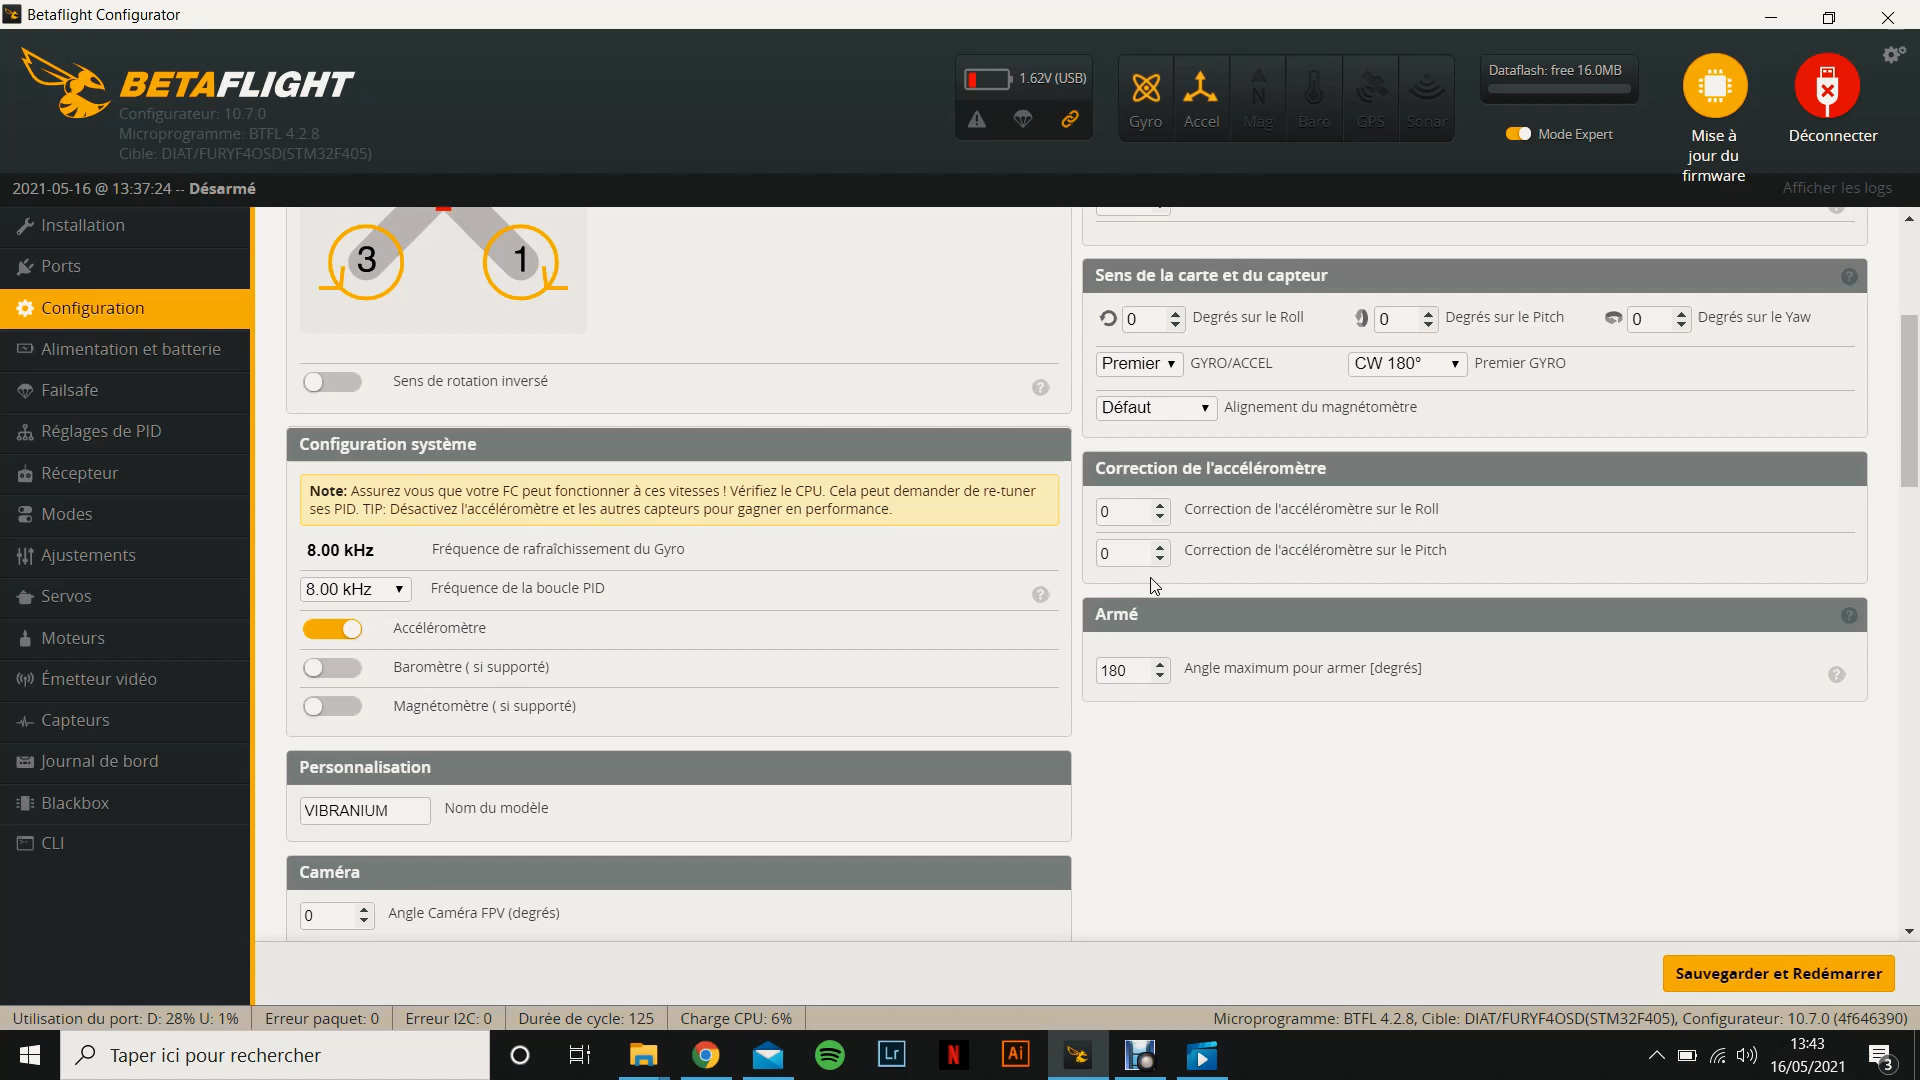 Betaflight Configurator
BETAFLIGHT
Configurateur: 10.7.0
Microprogramme: BTFL 4.2.8
Cible: DIAT/FURYF4OSD(STM32F405)
1.62V (USB)
Gyro
Accel
Mag
Baro
GPS
Sonar
Dataflash: free 16.0MB
Mode Expert
Mise à
jour du
firmware
Déconnecter
2021-05-16 @ 13:37:24 -- Désarmé
Afficher les logs
Installation
Ports
Configuration
Alimentation et batterie
Failsafe
Réglages de PID
Récepteur
Modes
Ajustements
Servos
Moteurs
Émetteur vidéo
Capteurs
Journal de bord
Blackbox
CLI
3
1
Sens de rotation inversé
Configuration système
Note: Assurez vous que votre FC peut fonctionner à ces vitesses ! Vérifiez le CPU. Cela peut demander de re-tuner
ses PID. TIP: Désactivez l'accéléromètre et les autres capteurs pour gagner en performance.
8.00 kHz Fréquence de rafraîchissement du Gyro
8.00 kHz Fréquence de la boucle PID
Accéléromètre
Baromètre ( si supporté)
Magnétomètre ( si supporté)
Personnalisation
VIBRANIUM Nom du modèle
Caméra
0 Angle Caméra FPV (degrés)
Sens de la carte et du capteur
0 Degrés sur le Roll 0 Degrés sur le Pitch 0 Degrés sur le Yaw
Premier GYRO/ACCEL CW 180° Premier GYRO
Défaut Alignement du magnétomètre
Correction de l'accéléromètre
0 Correction de l'accéléromètre sur le Roll
0 Correction de l'accéléromètre sur le Pitch
Armé
180 Angle maximum pour armer [degrés]
Sauvegarder et Redémarrer
Utilisation du port: D: 28% U: 1% Erreur paquet: 0 Erreur I2C: 0 Durée de cycle: 125 Charge CPU: 6% Microprogramme: BTFL 4.2.8, Cible: DIAT/FURYF4OSD(STM32F405), Configurateur: 10.7.0 (4f646390)
Taper ici pour rechercher
Lr
N
Ai
13:43
16/05/2021
3